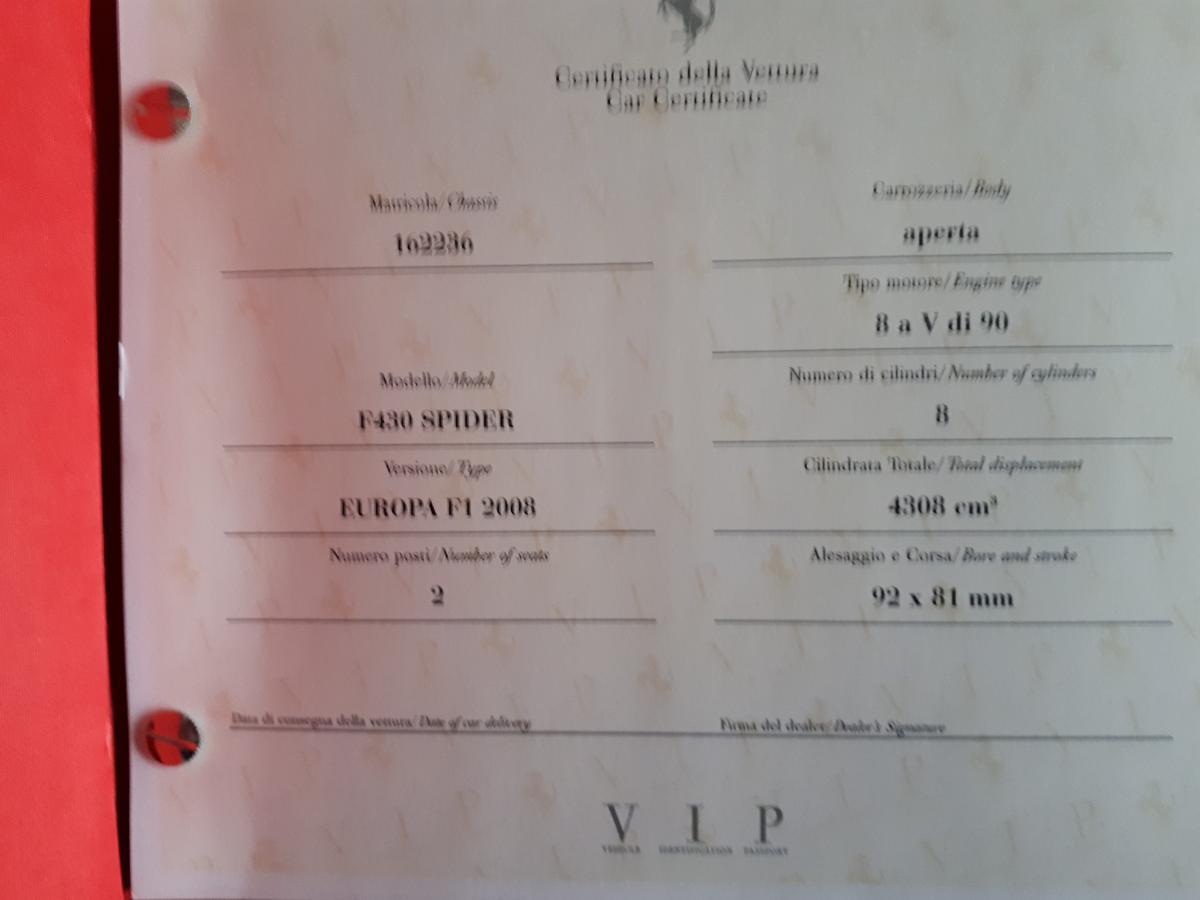 Certificato della Vettura
Car Certificate
Matricola/Chassis
162236
Modello/Model
F430 SPIDER
Versione/Type
EUROPA F1 2008
Numero posti/Number of seats
2
Carrozzeria/Body
aperta
Tipo motore/Engine type
8 a V di 90
Numero di cilindri/Number of cylinders
8
Cilindrata Totale/Total displacement
4308 cm³
Alesaggio e Corsa/Bore and stroke
92 x 81 mm
Data di consegna della vettura/Date of car delivery
Firma del dealer/Dealer's Signature
V I P
VEHICLE IDENTIFICATION PASSPORT